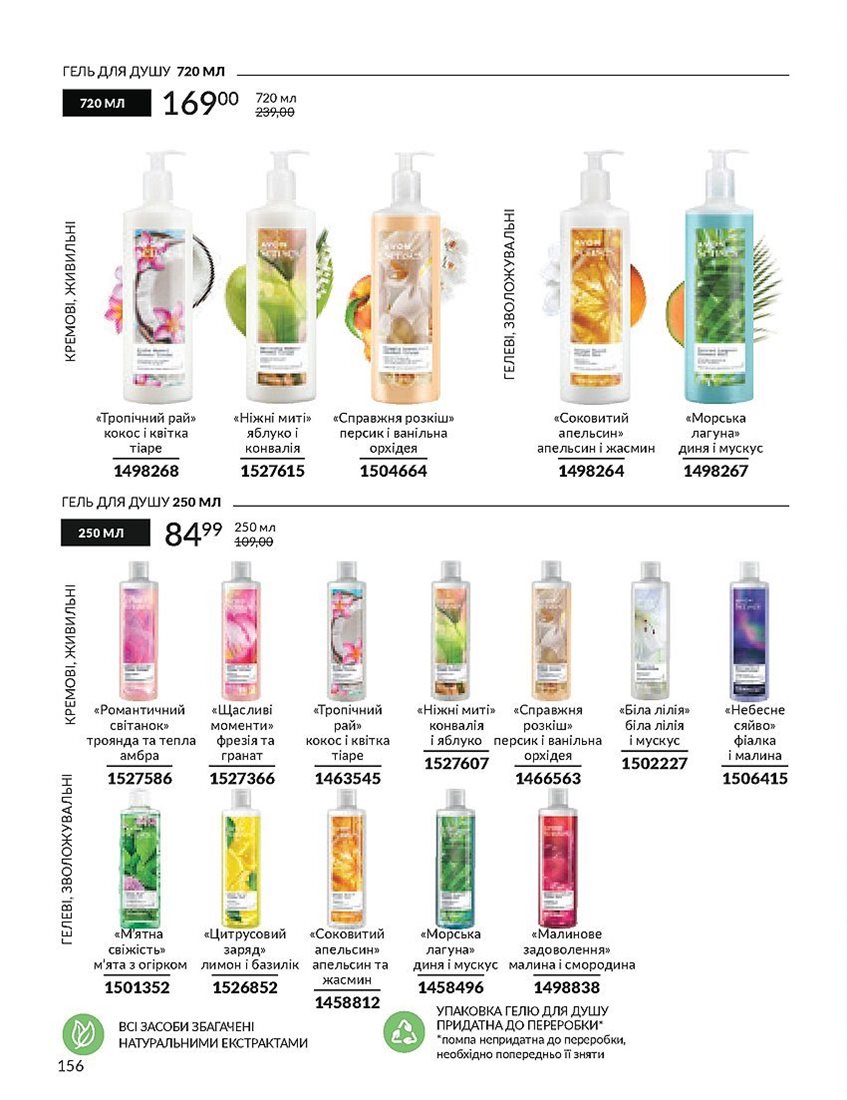 ГЕЛЬ ДЛЯ ДУШУ 720 МЛ
720 МЛ 169⁰⁰ 720 мл
239,00
КРЕМОВІ, ЖИВИЛЬНІ
«Тропічний рай»
кокос і квітка
тіаре
1498268
«Ніжні миті»
яблуко і
конвалія
1527615
«Справжня розкіш»
персик і ванільна
орхідея
1504664
ГЕЛЕВІ, ЗВОЛОЖУВАЛЬНІ
«Соковитий
апельсин»
апельсин і жасмин
1498264
«Морська
лагуна»
диня і мускус
1498267
ГЕЛЬ ДЛЯ ДУШУ 250 МЛ
250 МЛ 84⁹⁹ 250 мл
109,00
КРЕМОВІ, ЖИВИЛЬНІ
«Романтичний
світанок»
троянда та тепла
амбра
1527586
«Щасливі
моменти»
фрезія та
гранат
1527366
«Тропічний
рай»
кокос і квітка
тіаре
1463545
«Ніжні миті»
конвалія
і яблуко
1527607
«Справжня
розкіш»
персик і ванільна
орхідея
1466563
«Біла лілія»
біла лілія
і мускус
1502227
«Небесне
сяйво»
фіалка
і малина
1506415
ГЕЛЕВІ, ЗВОЛОЖУВАЛЬНІ
«М'ятна
свіжість»
м'ята з огірком
1501352
«Цитрусовий
заряд»
лимон і базилік
1526852
«Соковитий
апельсин»
апельсин та
жасмин
1458812
«Морська
лагуна»
диня і мускус
1458496
«Малинове
задоволення»
малина і смородина
1498838
ВСІ ЗАСОБИ ЗБАГАЧЕНІ
НАТУРАЛЬНИМИ ЕКСТРАКТАМИ
УПАКОВКА ГЕЛЮ ДЛЯ ДУШУ
ПРИДАТНА ДО ПЕРЕРОБКИ*
*помпа непридатна до переробки,
необхідно попередньо її зняти
156